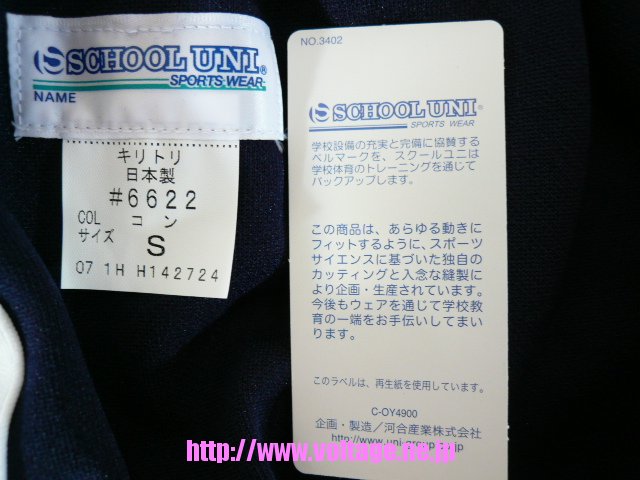 SCHOOL UNI®
SPORTS WEAR
NAME
キリトリ
日本製
#6622
COL コン
サイズ S
07 1H H142724
NO.3402
SCHOOL UNI®
SPORTS WEAR
学校設備の充実と完備に協賛する
ベルマークを、スクールユニは
学校体育のトレーニングを通じて
バックアップします。
この商品は、あらゆる動きに
フィットするように、スポーツ
サイエンスに基づいた独自の
カッティングと入念な縫製に
より企画・生産されています。
今後もウェアを通じて学校教
育の一端をお手伝いしてまい
ります。
このラベルは、再生紙を使用しています。
C-OY4900
企画・製造／河合産業株式会社
http://www.uni-group.co.jp